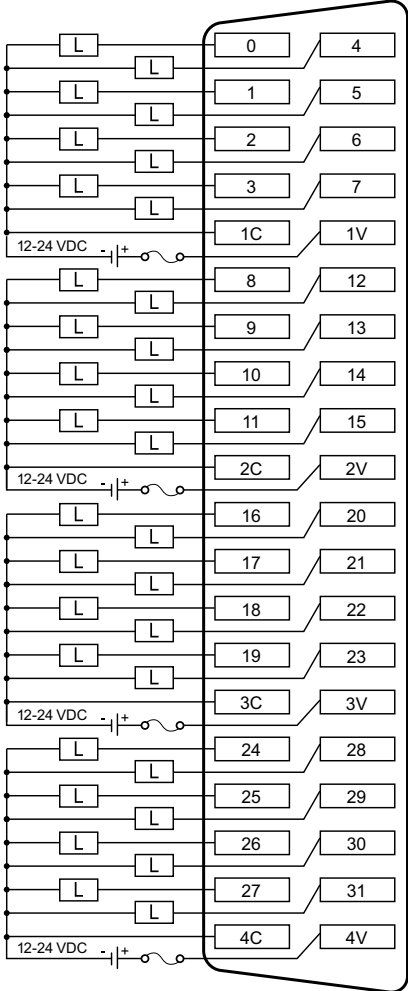 L 0 4
L
L 1 5
L
L 2 6
L
L 3 7
L
1C 1V
12-24 VDC - +
L 8 12
L
L 9 13
L
L 10 14
L
L 11 15
L
2C 2V
12-24 VDC - +
L 16 20
L
L 17 21
L
L 18 22
L
L 19 23
L
3C 3V
12-24 VDC - +
L 24 28
L
L 25 29
L
L 26 30
L
L 27 31
L
4C 4V
12-24 VDC - +